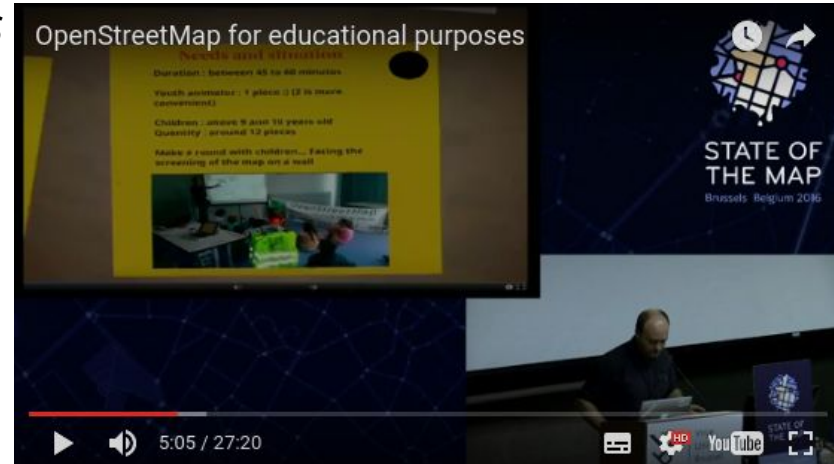 OpenStreetMap for educational purposes
Needs and situation
Duration : between 45 to 60 minutes
Youth animator : 1 piece :) (2 is more
convenient)
Children : above 9 and 16 years old
Quantity : around 12 pieces
Make a round with children... Facing the
screening of the map on a wall
STATE OF
THE MAP
Brussels Belgium 2016
5:05 / 27:20
HD
YouTube